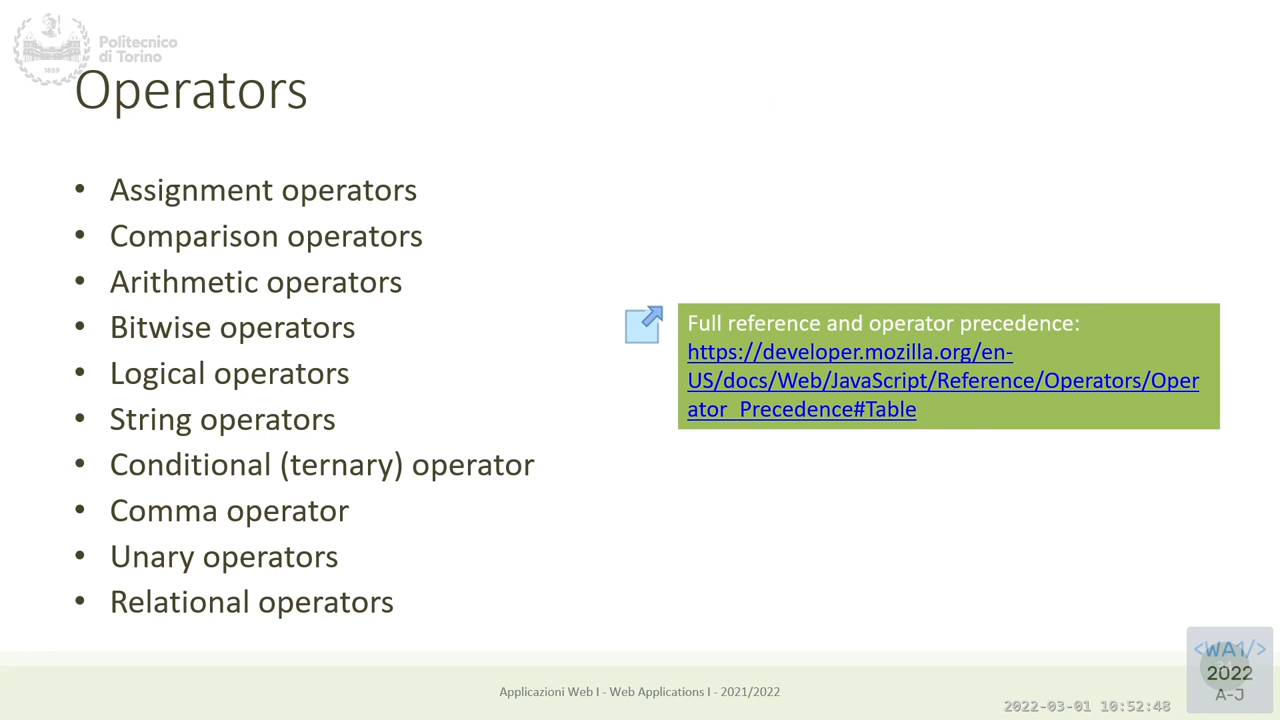 Politecnico
di Torino
1859
Operators
• Assignment operators
• Comparison operators
• Arithmetic operators
• Bitwise operators
• Logical operators
• String operators
• Conditional (ternary) operator
• Comma operator
• Unary operators
• Relational operators
Full reference and operator precedence:
https://developer.mozilla.org/en-
US/docs/Web/JavaScript/Reference/Operators/Oper
ator_Precedence#Table
Applicazioni Web I - Web Applications I - 2021/2022
2022-03-01 10:52:48
<WA1/>
2022
A-J